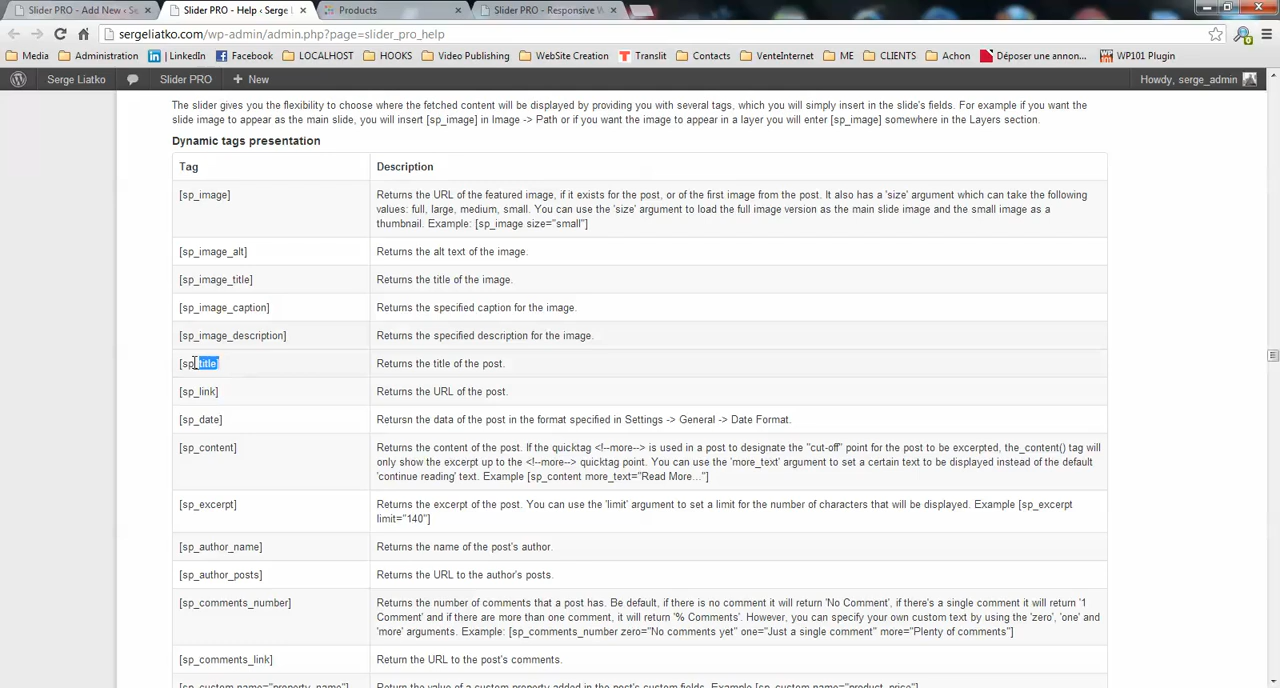 Slider PRO - Add New ‹ Se
Slider PRO - Help ‹ Serge L
Products
Slider PRO - Responsive W
sergeliatko.com/wp-admin/admin.php?page=slider_pro_help
Media Administration LinkedIn Facebook LOCALHOST HOOKS Video Publishing WebSite Creation Translit Contacts VenteInternet ME CLIENTS Achon Déposer une annon... WP101 Plugin
Serge Liatko Slider PRO + New Howdy, serge_admin
The slider gives you the flexibility to choose where the fetched content will be displayed by providing you with several tags, which you will simply insert in the slide's fields. For example if you want the
slide image to appear as the main slide, you will insert [sp_image] in Image -> Path or if you want the image to appear in a layer you will enter [sp_image] somewhere in the Layers section.
Dynamic tags presentation
Tag Description
[sp_image] Returns the URL of the featured image, if it exists for the post, or of the first image from the post. It also has a 'size' argument which can take the following
values: full, large, medium, small. You can use the 'size' argument to load the full image version as the main slide image and the small image as a
thumbnail. Example: [sp_image size="small"]
[sp_image_alt] Returns the alt text of the image.
[sp_image_title] Returns the title of the image.
[sp_image_caption] Returns the specified caption for the image.
[sp_image_description] Returns the specified description for the image.
[sp_title] Returns the title of the post.
[sp_link] Returns the URL of the post.
[sp_date] Retursn the data of the post in the format specified in Settings -> General -> Date Format.
[sp_content] Returns the content of the post. If the quicktag <!--more--> is used in a post to designate the "cut-off" point for the post to be excerpted, the_content() tag will
only show the excerpt up to the <!--more--> quicktag point. You can use the 'more_text' argument to set a certain text to be displayed instead of the default
'continue reading' text. Example [sp_content more_text="Read More..."]
[sp_excerpt] Returns the excerpt of the post. You can use the 'limit' argument to set a limit for the number of characters that will be displayed. Example [sp_excerpt
limit="140"]
[sp_author_name] Returns the name of the post's author.
[sp_author_posts] Returns the URL to the author's posts.
[sp_comments_number] Returns the number of comments that a post has. Be default, if there is no comment it will return 'No Comment', if there's a single comment it will return '1
Comment' and if there are more than one comment, it will return '% Comments'. However, you can specify your own custom text by using the 'zero', 'one' and
'more' arguments. Example: [sp_comments_number zero="No comments yet" one="Just a single comment" more="Plenty of comments"]
[sp_comments_link] Return the URL to the post's comments.
[sp_custom name="property_name"] Return the value of a custom property added in the post's custom fields. Example [sp_custom name="product_price"]